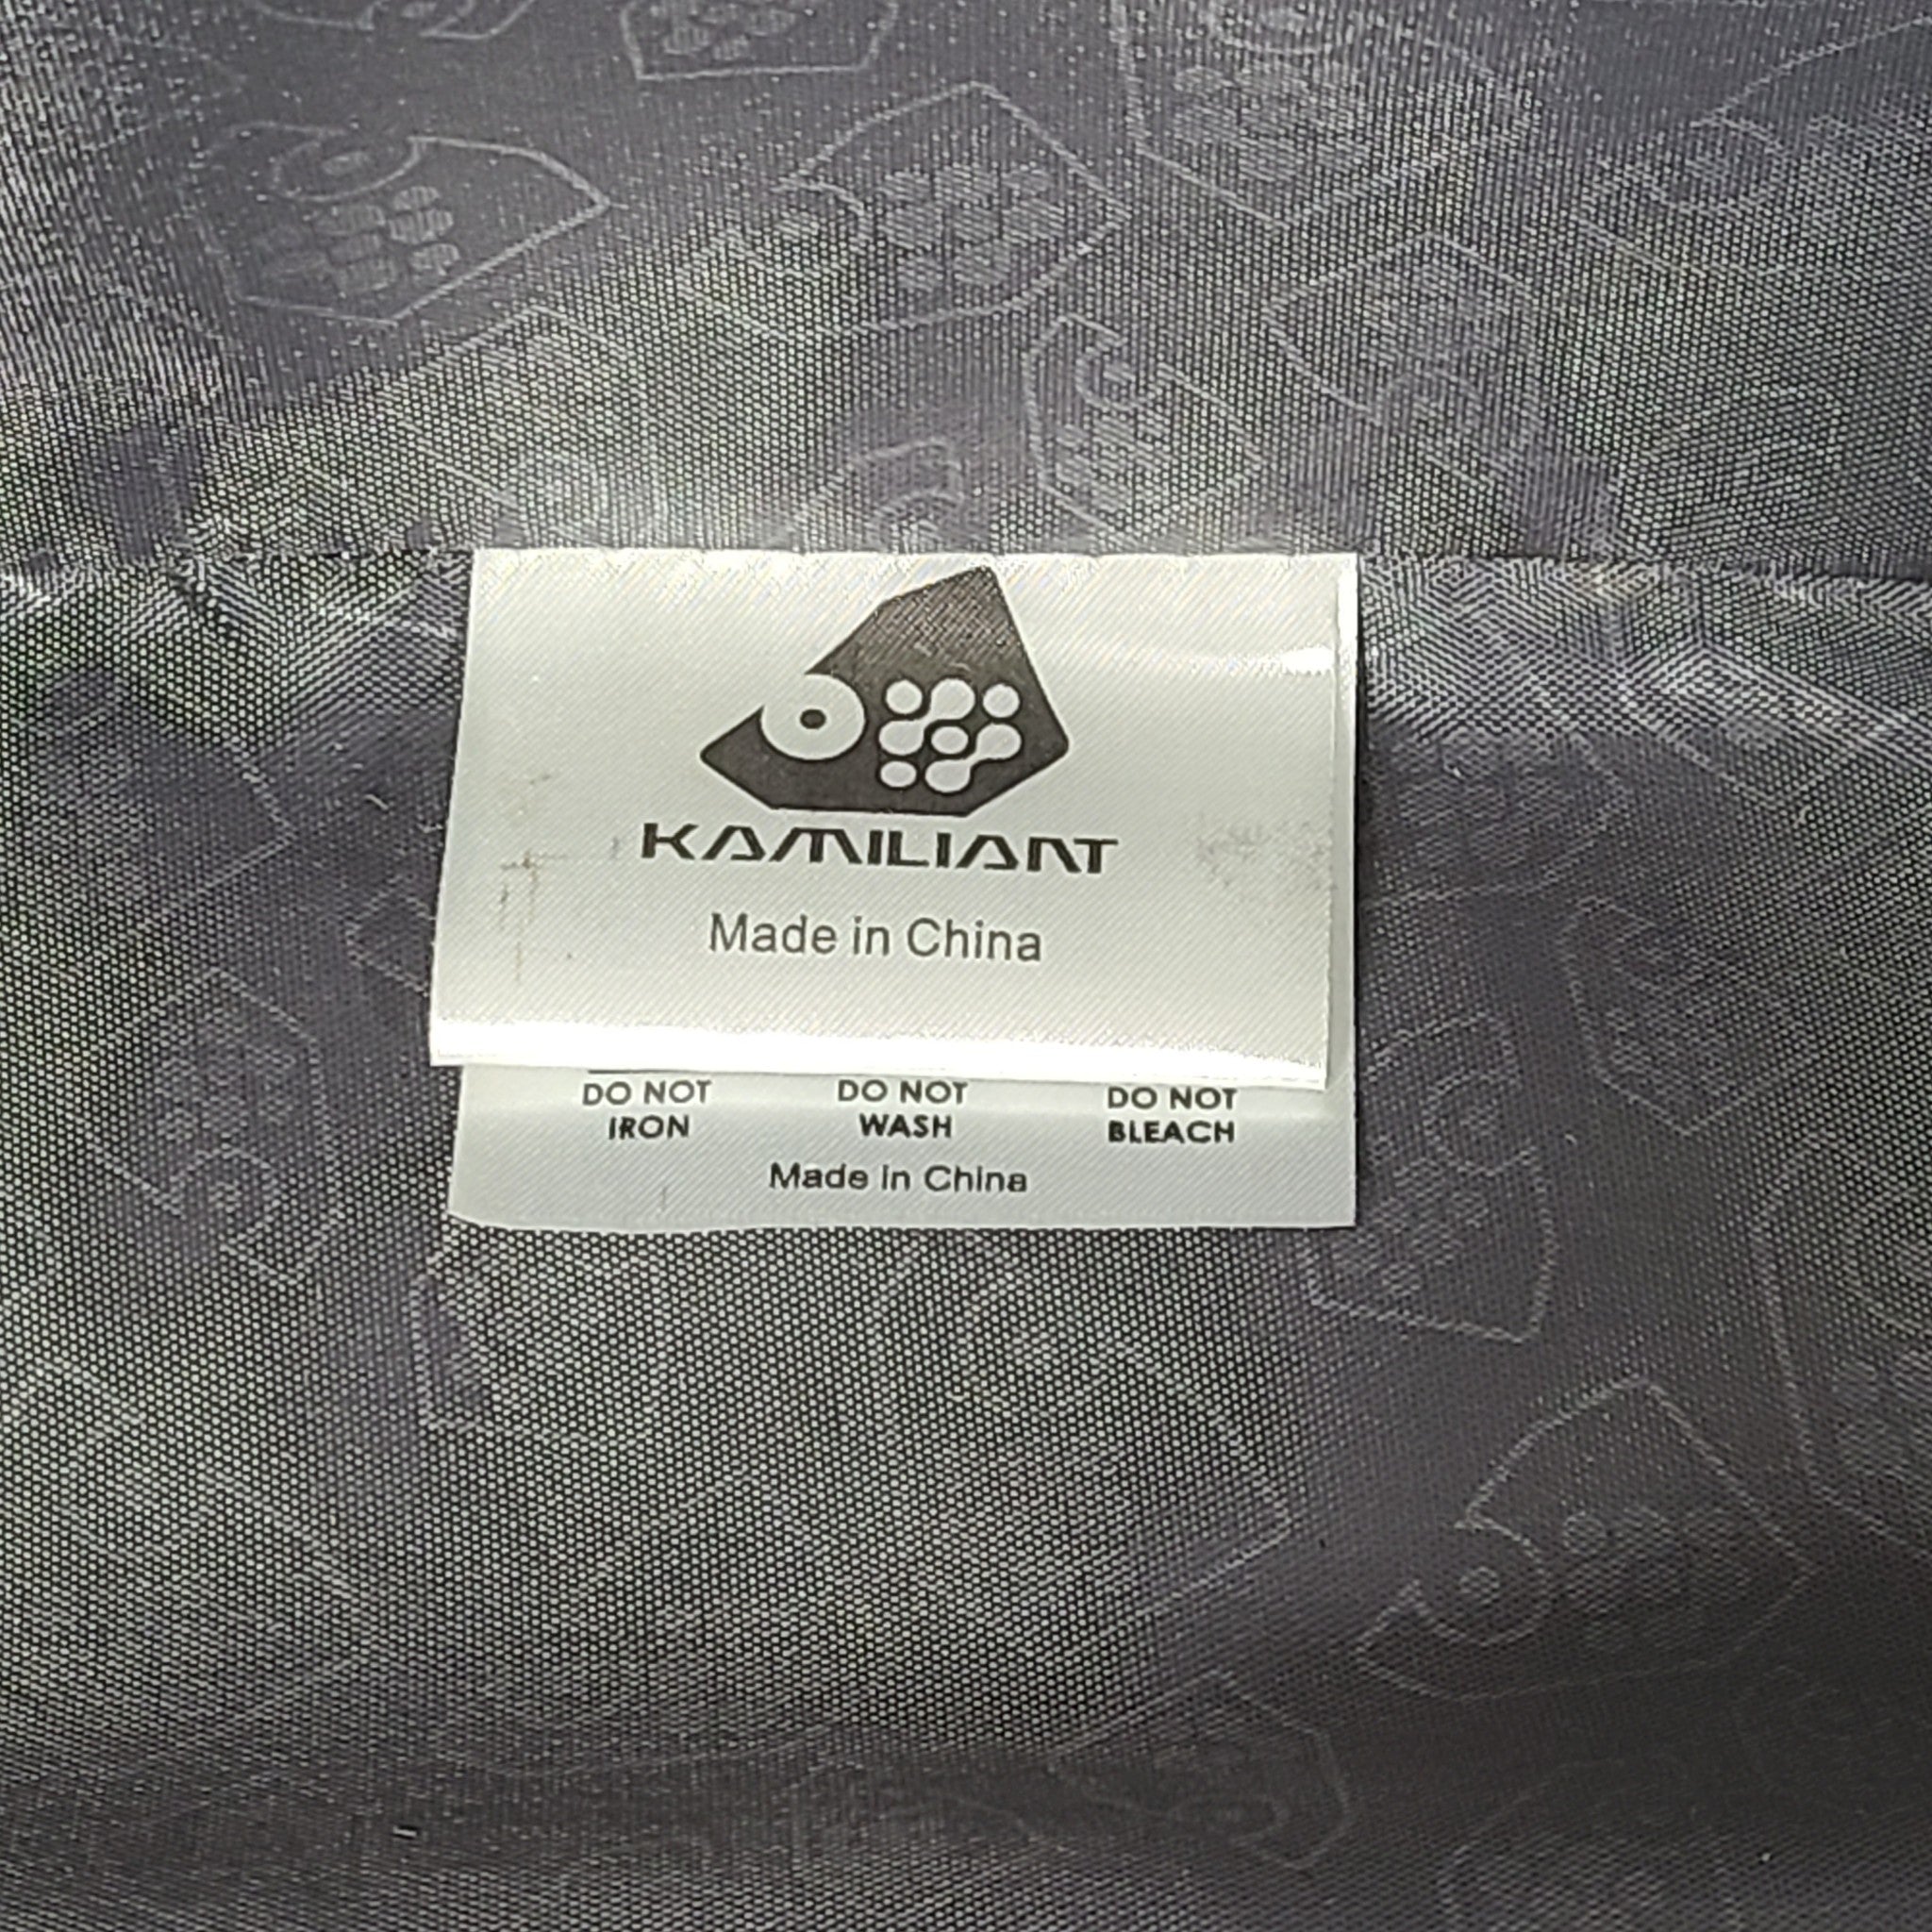 KAMILIANT
Made in China
DO NOT DO NOT DO NOT
IRON WASH BLEACH
Made In China